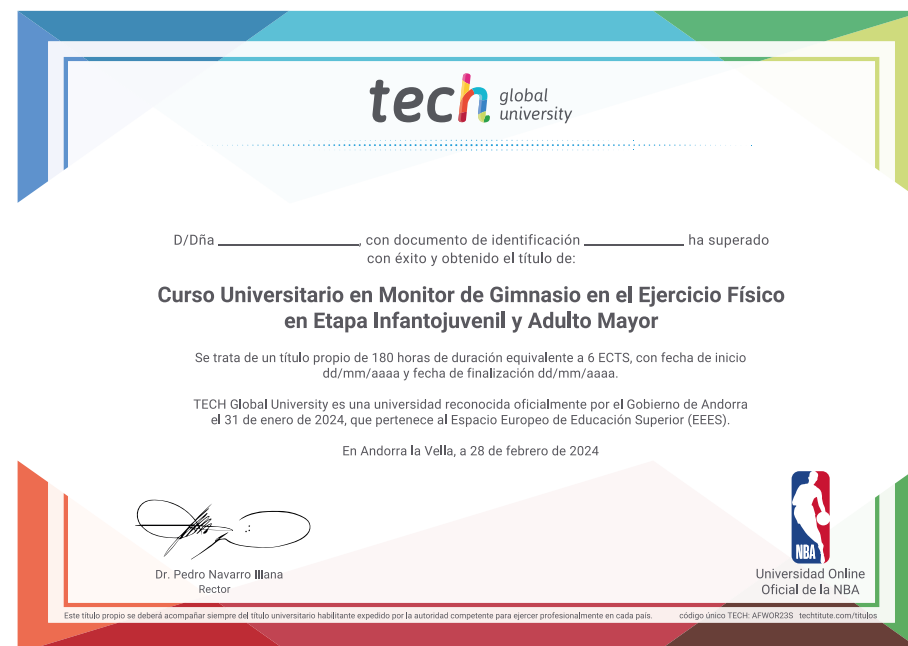 tech global university
D/Dña ____________________, con documento de identificación ______________ ha superado
con éxito y obtenido el título de:
Curso Universitario en Monitor de Gimnasio en el Ejercicio Físico
en Etapa Infantojuvenil y Adulto Mayor
Se trata de un título propio de 180 horas de duración equivalente a 6 ECTS, con fecha de inicio
dd/mm/aaaa y fecha de finalización dd/mm/aaaa.
TECH Global University es una universidad reconocida oficialmente por el Gobierno de Andorra
el 31 de enero de 2024, que pertenece al Espacio Europeo de Educación Superior (EEES).
En Andorra la Vella, a 28 de febrero de 2024
Dr. Pedro Navarro Illana
Rector
NBA
Universidad Online
Oficial de la NBA
Este título propio se deberá acompañar siempre del título universitario habilitante expedido por la autoridad competente para ejercer profesionalmente en cada país. código único TECH: AFWOR23S techtitute.com/titulos